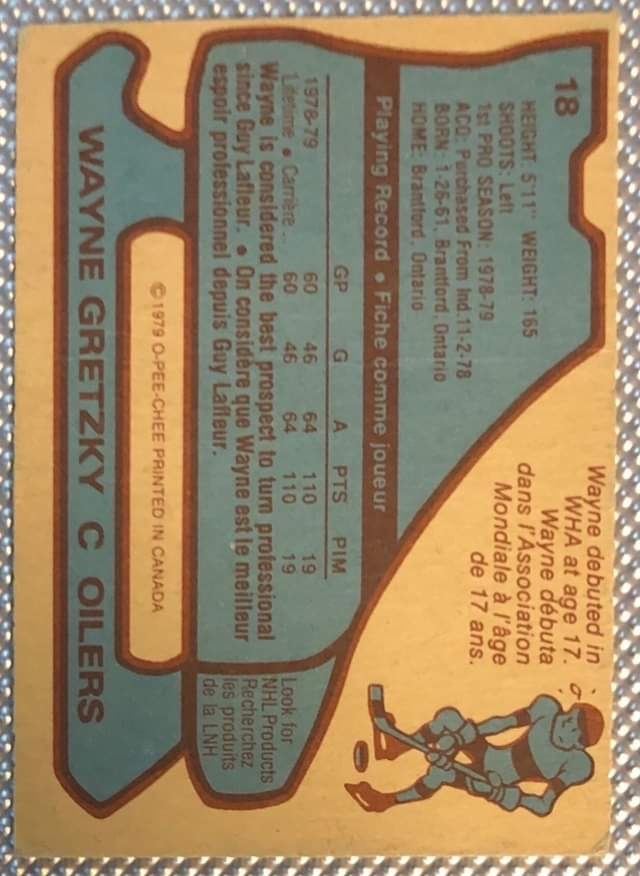 18
HEIGHT: 5'11" WEIGHT: 165
SHOOTS: Left
1st PRO SEASON: 1978-79
ACQ: Purchased From Ind. 11-2-78
BORN: 1-26-61, Brantford, Ontario
HOME: Brantford, Ontario
Wayne debuted in
WHA at age 17.
Wayne débuta
dans l'Association
Mondiale à l'âge
de 17 ans.
Playing Record • Fiche comme joueur
GP G A PTS PIM
1978-79 60 46 64 110 19
Lifetime • Carrière... 60 46 64 110 19
Wayne is considered the best prospect to turn professional
since Guy Lafleur. • On considère que Wayne est le meilleur
espoir professionnel depuis Guy Lafleur.
Look for
NHL Products
Recherchez
les produits
de la LNH
©1979 O-PEE-CHEE PRINTED IN CANADA
WAYNE GRETZKY C OILERS